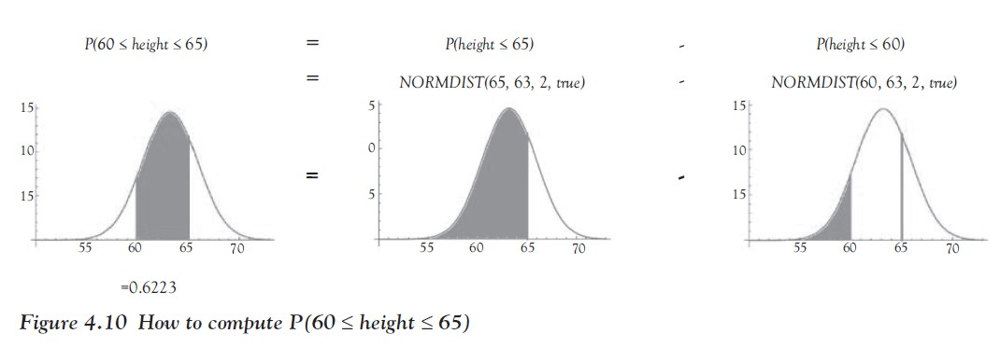 P(60 ≤ height ≤ 65) = P(height ≤ 65) - P(height ≤ 60)
= NORMDIST(65, 63, 2, true) - NORMDIST(60, 63, 2, true)
15 5 15
10 0 10
15 = 5 - 15
55 60 65 70 55 60 65 70 55 60 65 70
=0.6223
Figure 4.10 How to compute P(60 ≤ height ≤ 65)